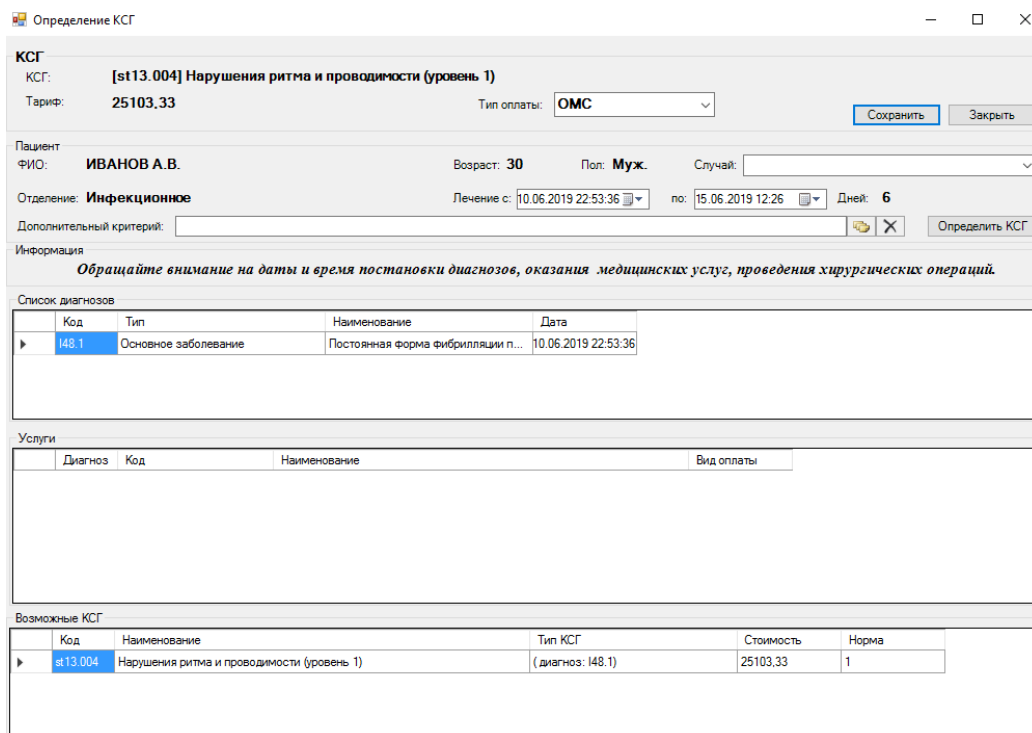 Определение КСГ
КСГ
КСГ: [st13.004] Нарушения ритма и проводимости (уровень 1)
Тариф: 25103,33 Тип оплаты: ОМС Сохранить Закрыть
Пациент
ФИО: ИВАНОВ А.В. Возраст: 30 Пол: Муж. Случай:
Отделение: Инфекционное Лечение с: 10.06.2019 22:53:36 по: 15.06.2019 12:26 Дней: 6
Дополнительный критерий: Определить КСГ
Информация
Обращайте внимание на даты и время постановки диагнозов, оказания медицинских услуг, проведения хирургических операций.
Список диагнозов
Код Тип Наименование Дата
I48.1 Основное заболевание Постоянная форма фибрилляции п... 10.06.2019 22:53:36
Услуги
Диагноз Код Наименование Вид оплаты
Возможные КСГ
Код Наименование Тип КСГ Стоимость Норма
st13.004 Нарушения ритма и проводимости (уровень 1) ( диагноз: I48.1) 25103,33 1